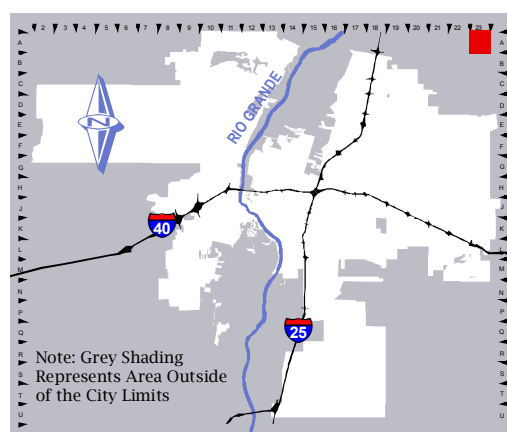 2 3 4 5 6 7 8 9 10 11 12 13 14 15 16 17 18 19 20 21 22 23
A A
B B
C C
D D
E E
F F
G G
H H
J J
K K
L L
M M
N N
P P
Q Q
R R
S S
T T
U U
N
RIO GRANDE
40
25
Note: Grey Shading
Represents Area Outside
of the City Limits